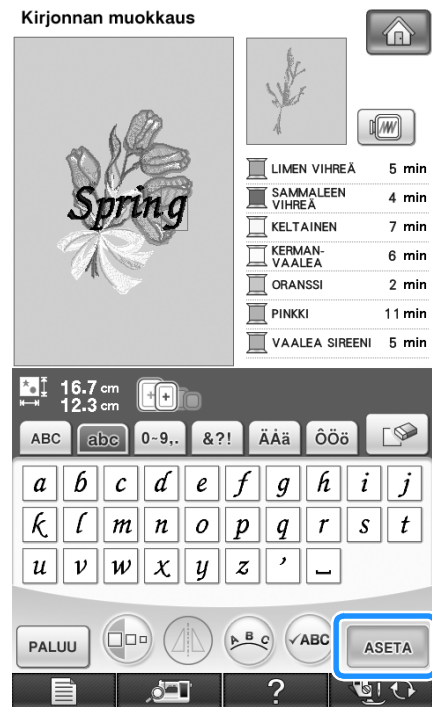 Kirjonnan muokkaus
Spring
LIMEN VIHREÄ 5 min
SAMMALEEN
VIHREÄ 4 min
KELTAINEN 7 min
KERMAN-
VAALEA 6 min
ORANSSI 2 min
PINKKI 11 min
VAALEA SIREENI 5 min
16.7 cm
12.3 cm
ABC abc 0~9,. &?! ÄÅä ÔÖö
a b c d e f g h i j
k l m n o p q r s t
u v w x y z ’ ⎵
PALUU A B C ✓ABC ASETA
?